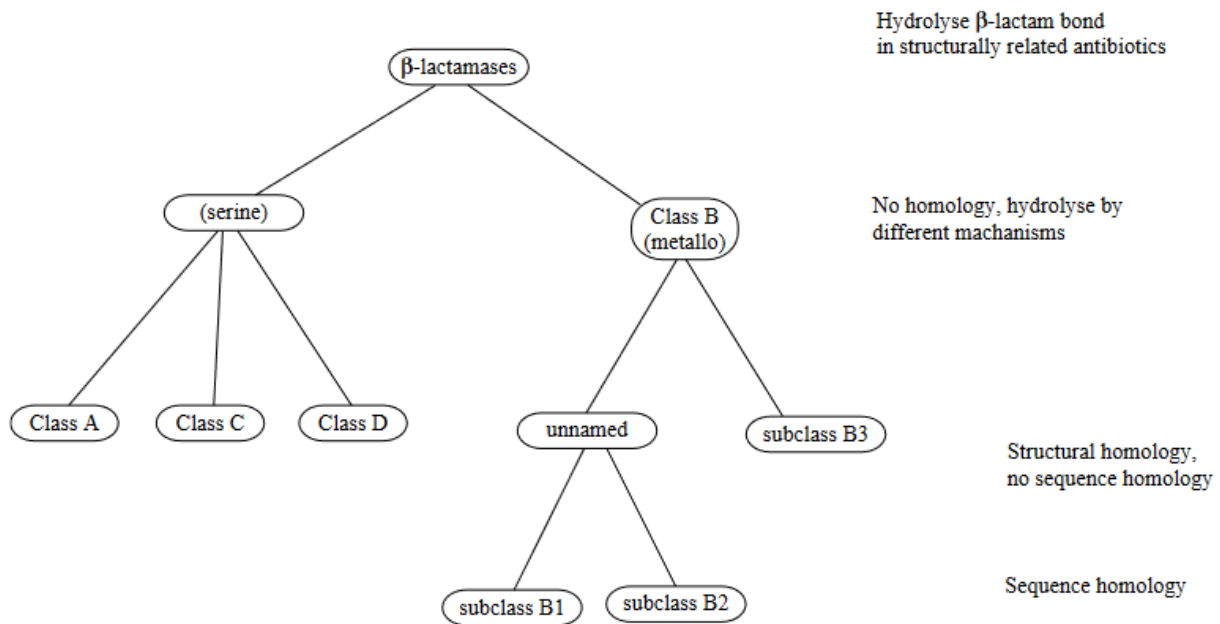 Hydrolyse β-lactam bond
in structurally related antibiotics
β-lactamases
(serine)
Class B
(metallo)
No homology, hydrolyse by
different machanisms
Class A
Class C
Class D
unnamed
subclass B3
Structural homology,
no sequence homology
subclass B1
subclass B2
Sequence homology